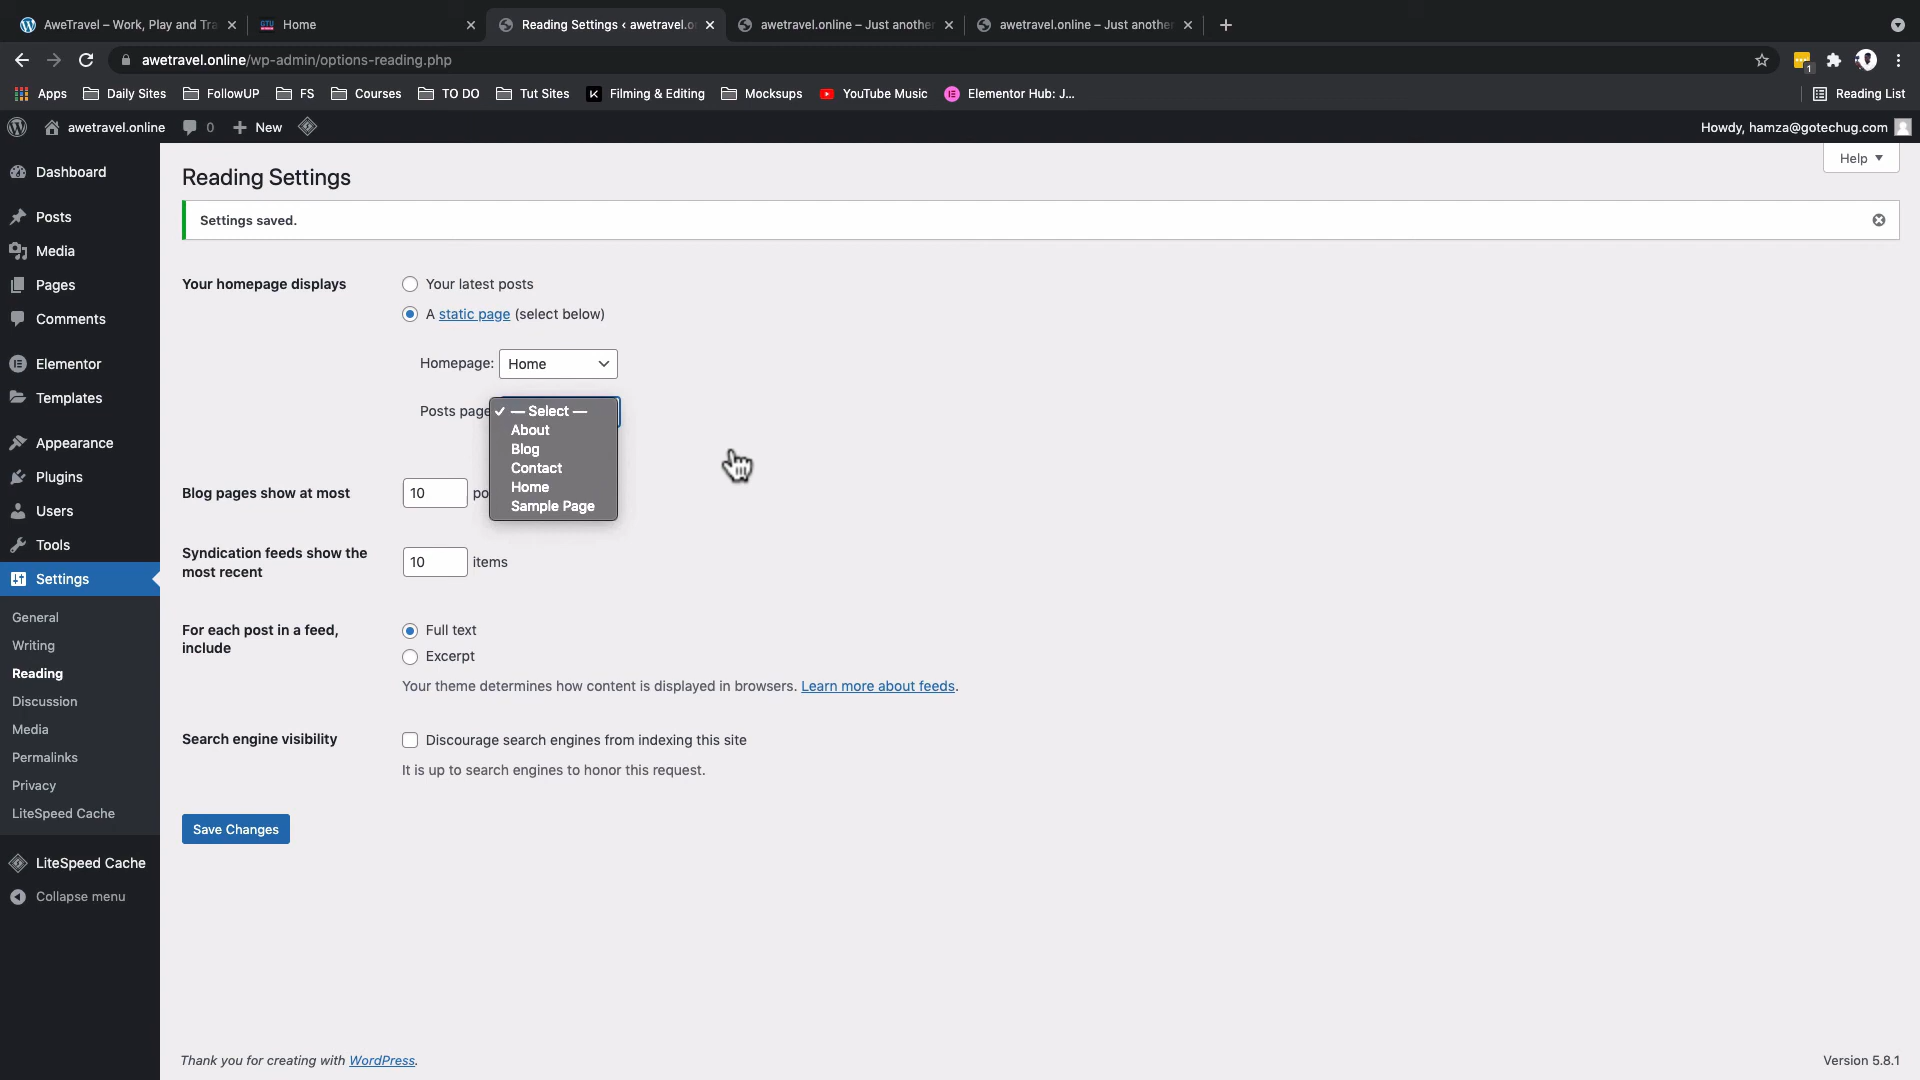 AweTravel – Work, Play and Tra
Home
Reading Settings ‹ awetravel.o
awetravel.online – Just another
awetravel.online – Just another
awetravel.online/wp-admin/options-reading.php
1
Apps
Daily Sites
FollowUP
FS
Courses
TO DO
Tut Sites
Filming & Editing
Mocksups
YouTube Music
Elementor Hub: J...
Reading List
awetravel.online
0
New
Howdy, hamza@gotechug.com
Help
Dashboard
Posts
Media
Pages
Comments
Elementor
Templates
Appearance
Plugins
Users
Tools
Settings
General
Writing
Reading
Discussion
Media
Permalinks
Privacy
LiteSpeed Cache
LiteSpeed Cache
Collapse menu
Reading Settings
Settings saved.
Your homepage displays
Your latest posts
A static page (select below)
Homepage: Home
Posts page
— Select —
About
Blog
Contact
Home
Sample Page
Blog pages show at most
10 po
Syndication feeds show the
most recent
10 items
For each post in a feed,
include
Full text
Excerpt
Your theme determines how content is displayed in browsers. Learn more about feeds.
Search engine visibility
Discourage search engines from indexing this site
It is up to search engines to honor this request.
Save Changes
Thank you for creating with WordPress.
Version 5.8.1